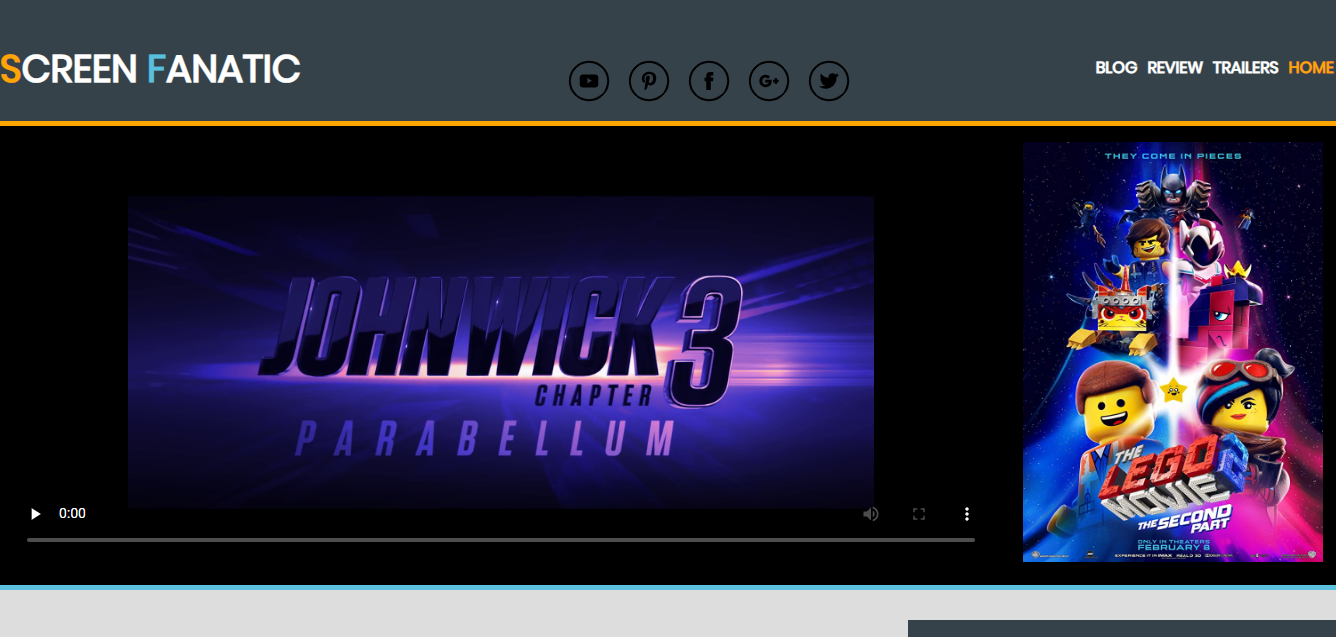 SCREEN FANATIC
BLOG REVIEW TRAILERS HOME
JOHN WICK 3
CHAPTER
PARABELLUM
0:00
THEY COME IN PIECES
THE
LEGO 2
MOVIE
THE SECOND
PART
ONLY IN THEATERS
FEBRUARY 8